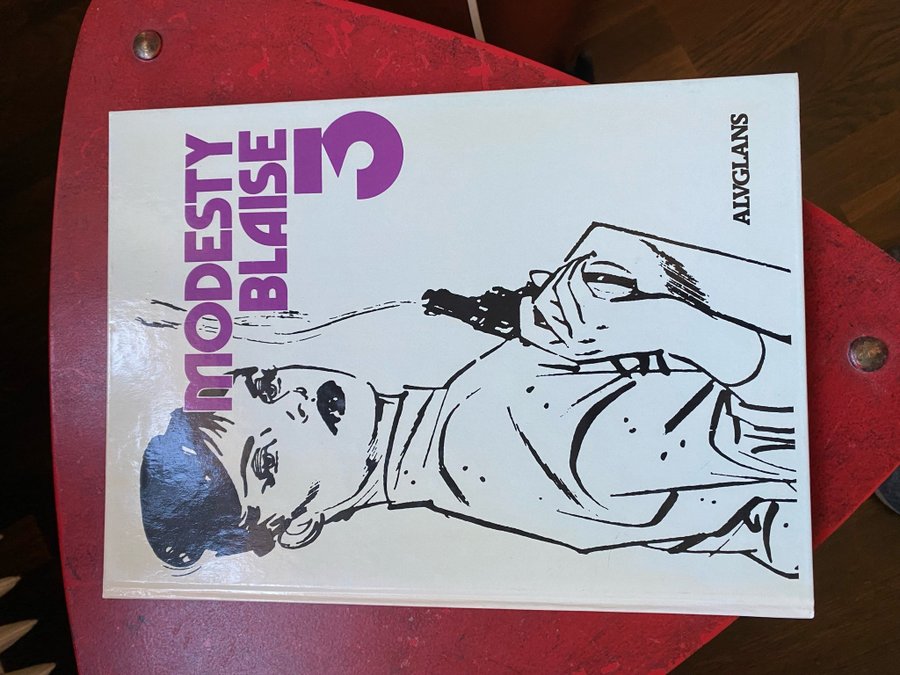 MODESTY
BLAISE
3
ALVGLANS